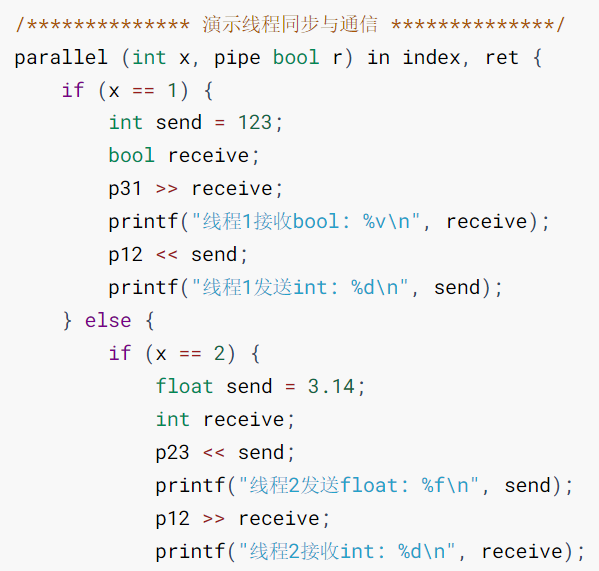 /************** 演示线程同步与通信 **************/
parallel (int x, pipe bool r) in index, ret {
    if (x == 1) {
        int send = 123;
        bool receive;
        p31 >> receive;
        printf("线程1接收bool: %v\n", receive);
        p12 << send;
        printf("线程1发送int: %d\n", send);
    } else {
        if (x == 2) {
            float send = 3.14;
            int receive;
            p23 << send;
            printf("线程2发送float: %f\n", send);
            p12 >> receive;
            printf("线程2接收int: %d\n", receive);